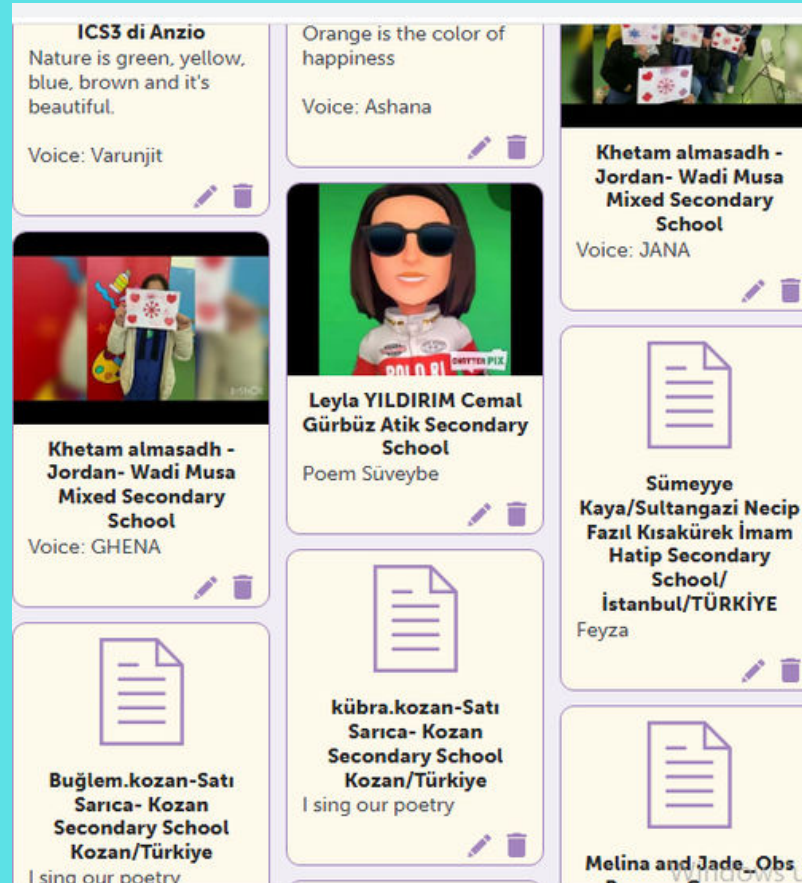 ICS3 di Anzio
Nature is green, yellow,
blue, brown and it's
beautiful.
Voice: Varunjit
Khetam almasadh -
Jordan- Wadi Musa
Mixed Secondary
School
Voice: GHENA
Buğlem.kozan-Satı
Sarıca- Kozan
Secondary School
Kozan/Türkiye
I sing our poetry
Orange is the color of
happiness
Voice: Ashana
POLO RL
PIX
Leyla YILDIRIM Cemal
Gürbüz Atik Secondary
School
Poem Süveybe
kübra.kozan-Satı
Sarıca- Kozan
Secondary School
Kozan/Türkiye
I sing our poetry
Khetam almasadh -
Jordan- Wadi Musa
Mixed Secondary
School
Voice: JANA
Sümeyye
Kaya/Sultangazi Necip
Fazıl Kısakürek İmam
Hatip Secondary
School/
İstanbul/TÜRKİYE
Feyza
Melina and Jade_Obs
Windows u